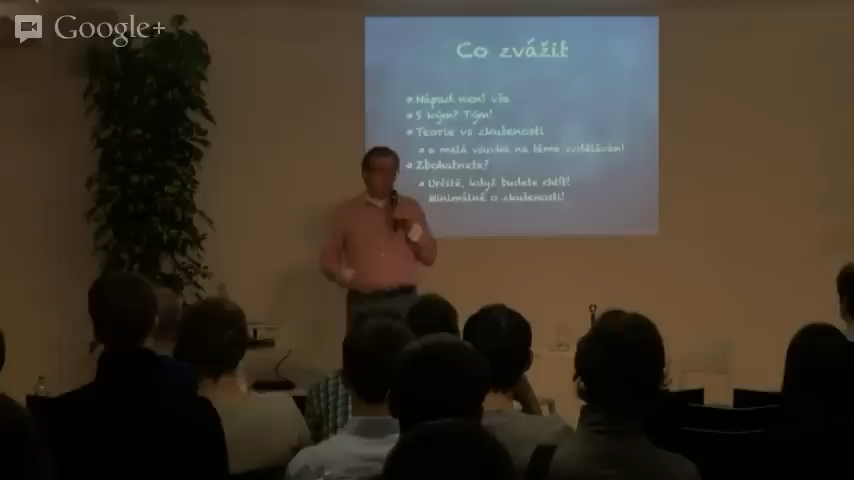 Google+
Co zvážit
Nápad není vše
S kým? Tým!
Teorie vs zkušenosti
a malá vsuvka na téma vzdělávání!
Zbohatnete?
Určitě, když budete chtít!
Minimálně o zkušenosti!